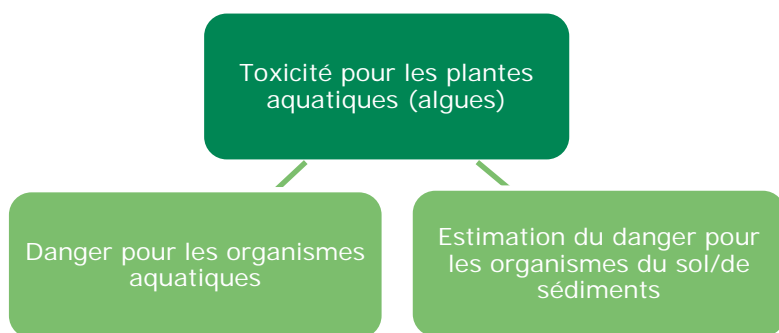 Toxicité pour les plantes
aquatiques (algues)
Danger pour les organismes
aquatiques
Estimation du danger pour
les organismes du sol/de
sédiments